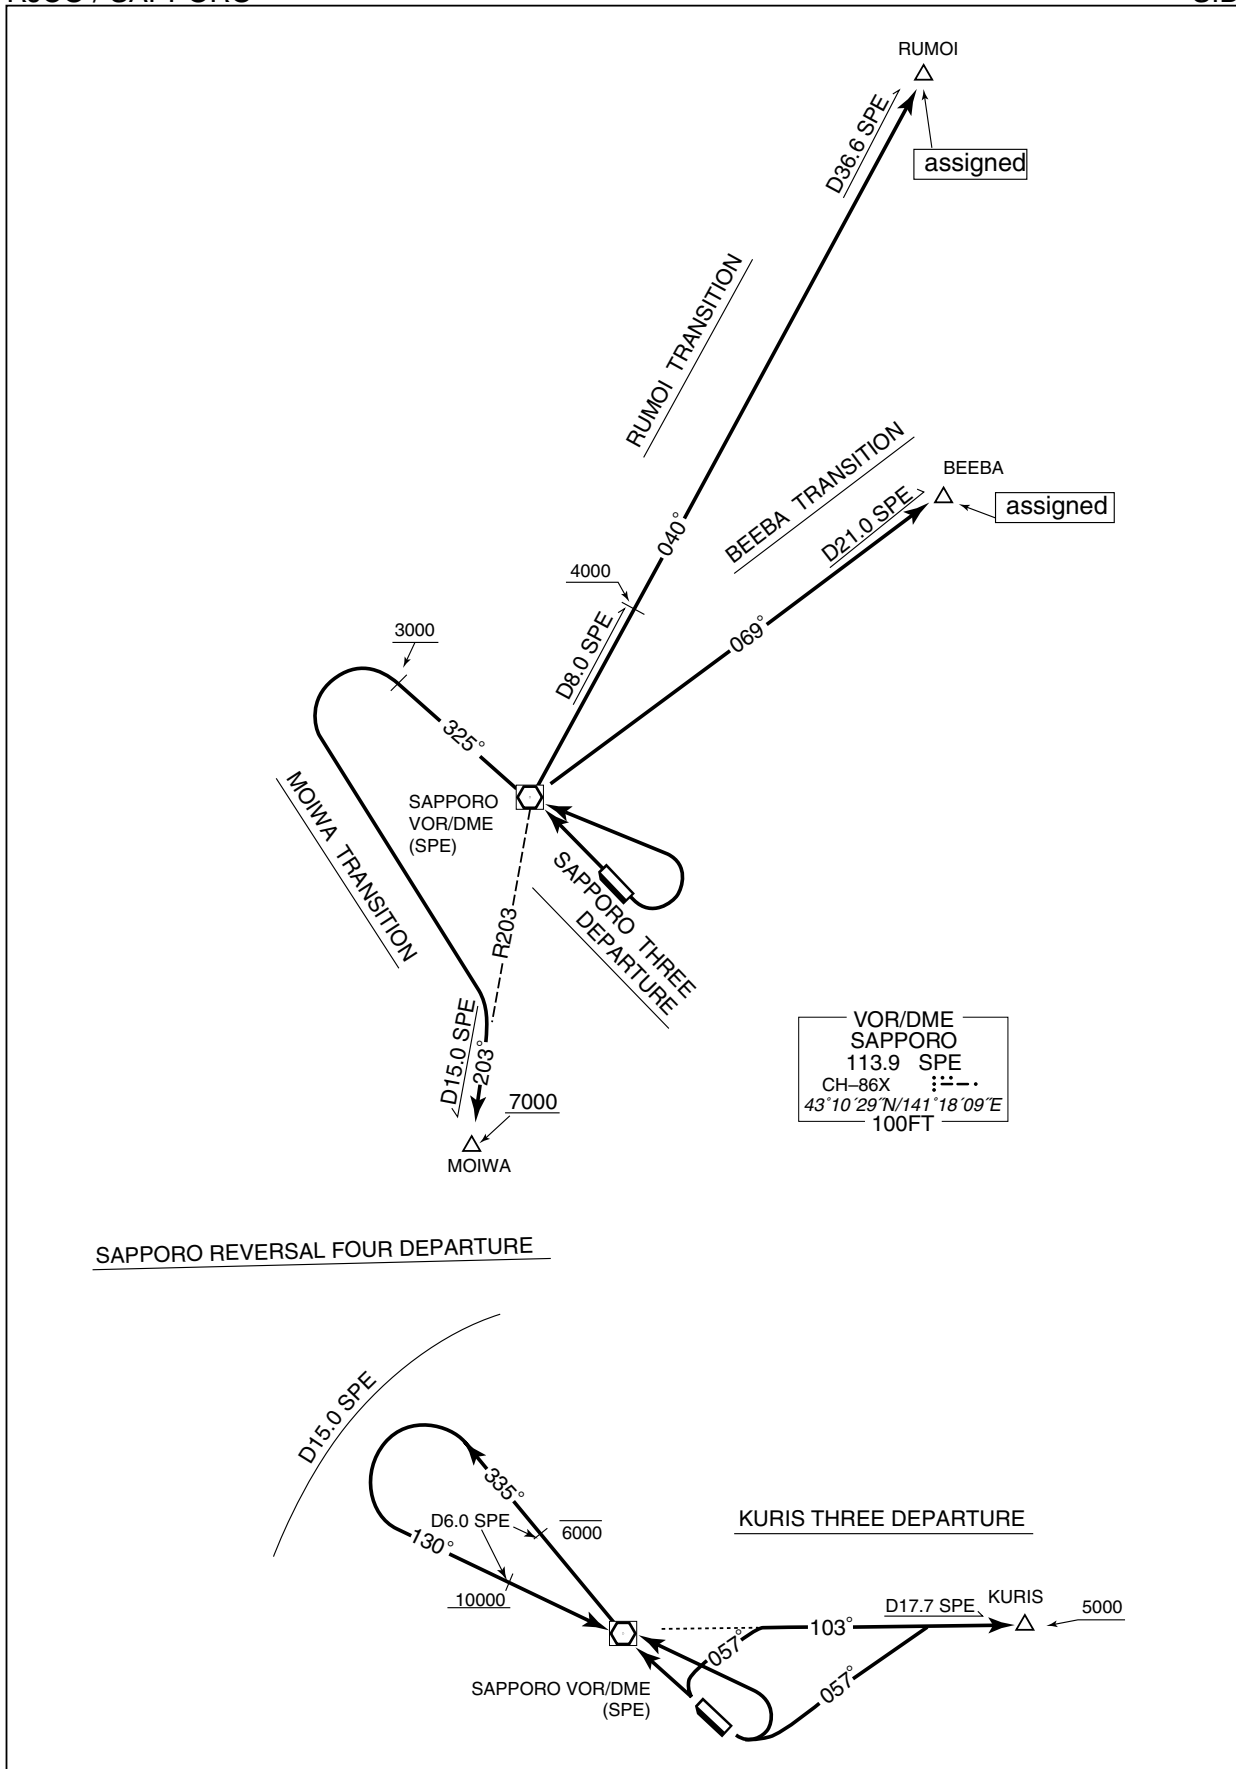 RUMOI
D36.6 SPE
assigned
RUMOI TRANSITION
BEEBA TRANSITION
BEEBA
D21.0 SPE
assigned
040°
4000
D8.0 SPE
069°
3000
325°
MOIWA TRANSITION
SAPPORO
VOR/DME
(SPE)
SAPPORO THREE
DEPARTURE
R203
D15.0 SPE
203°
7000
MOIWA
VOR/DME
SAPPORO
113.9 SPE
CH–86X
43°10´29˝N/141°18´09˝E
100FT
SAPPORO REVERSAL FOUR DEPARTURE
D15.0 SPE
335°
D6.0 SPE
6000
130°
10000
KURIS THREE DEPARTURE
D17.7 SPE
KURIS
5000
103°
057°
057°
SAPPORO VOR/DME
(SPE)